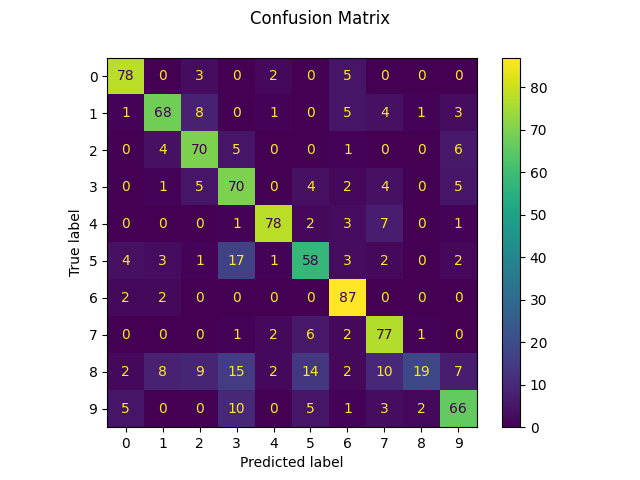 Confusion Matrix
True label
0 78 0 3 0 2 0 5 0 0 0
1 1 68 8 0 1 0 5 4 1 3
2 0 4 70 5 0 0 1 0 0 6
3 0 1 5 70 0 4 2 4 0 5
4 0 0 0 1 78 2 3 7 0 1
5 4 3 1 17 1 58 3 2 0 2
6 2 2 0 0 0 0 87 0 0 0
7 0 0 0 1 2 6 2 77 1 0
8 2 8 9 15 2 14 2 10 19 7
9 5 0 0 10 0 5 1 3 2 66
0 1 2 3 4 5 6 7 8 9
Predicted label
80
70
60
50
40
30
20
10
0